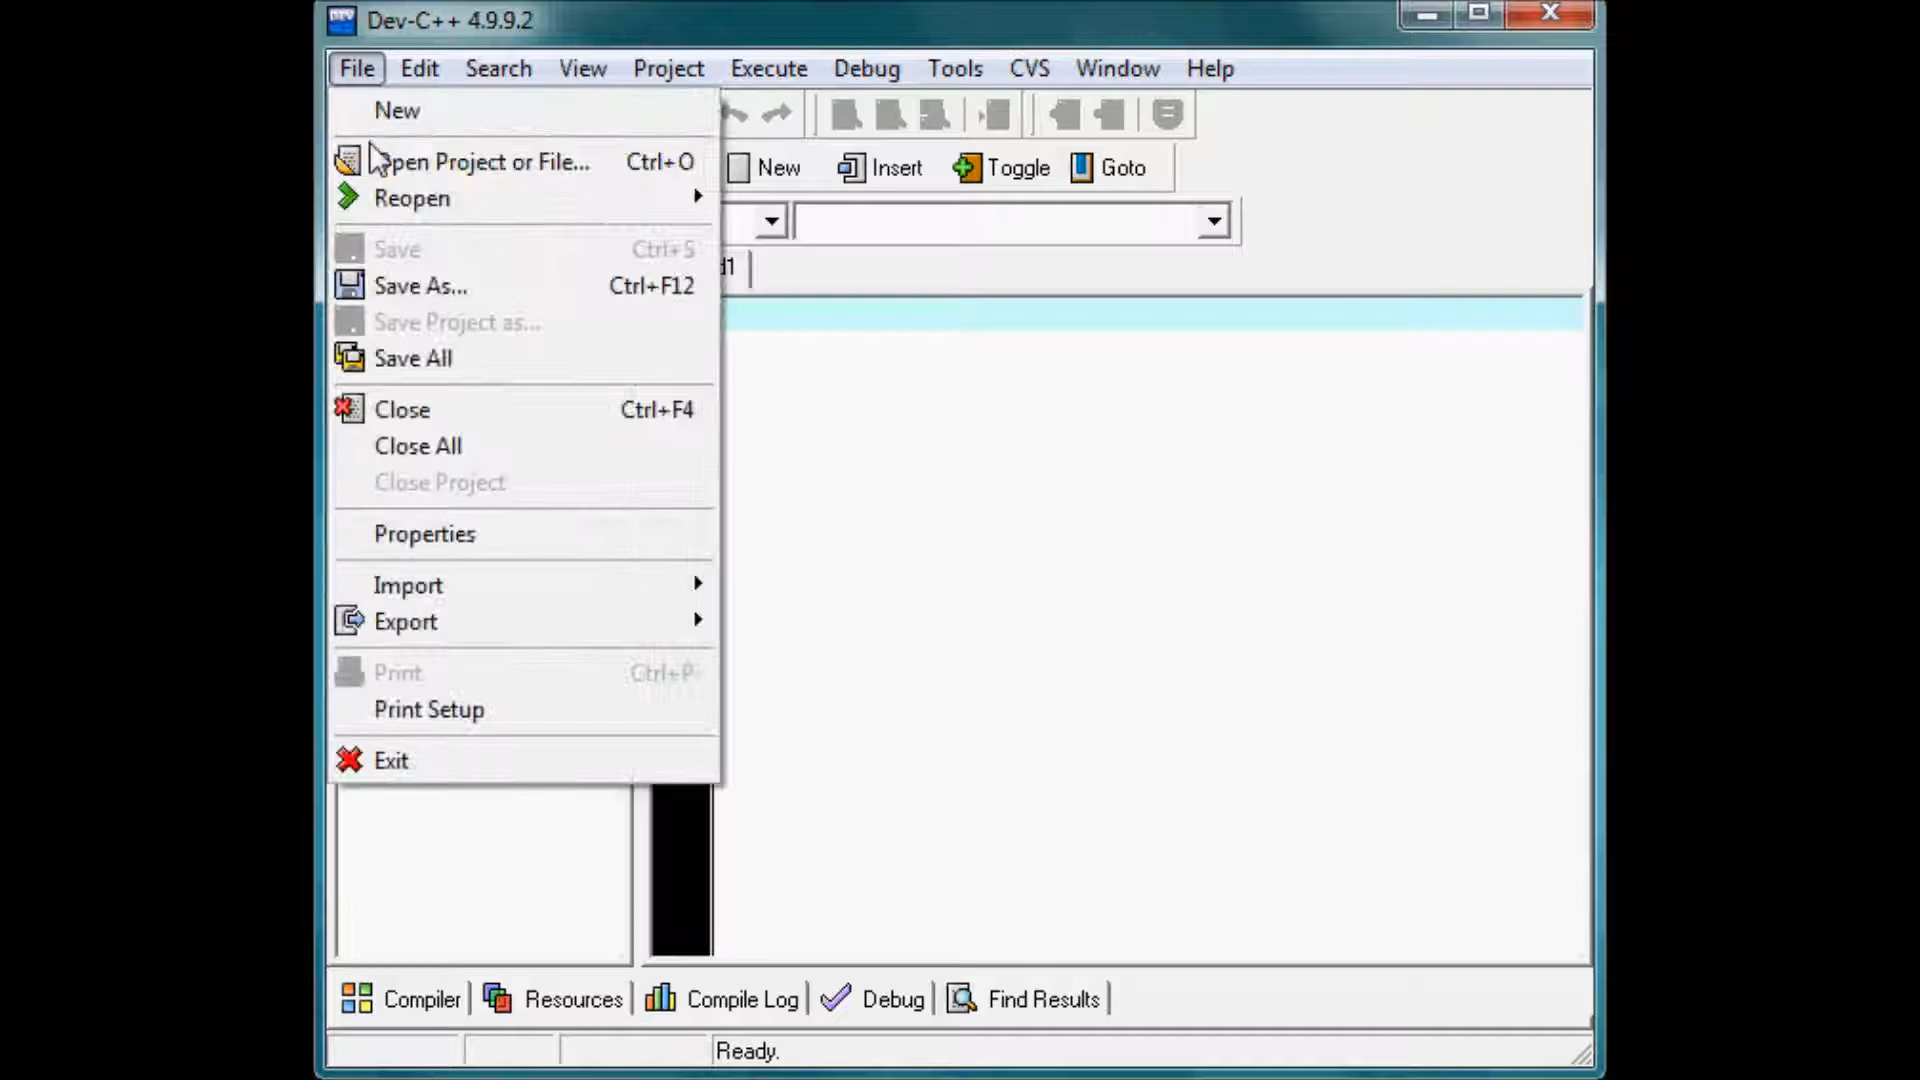 Dev-C++ 4.9.9.2
File Edit Search View Project Execute Debug Tools CVS Window Help
New
Open Project or File... Ctrl+O
Reopen
Save Ctrl+S
Save As... Ctrl+F12
Save Project as...
Save All
Close Ctrl+F4
Close All
Close Project
Properties
Import
Export
Print Ctrl+P
Print Setup
Exit
New Insert Toggle Goto
Compiler Resources Compile Log Debug Find Results
Ready.